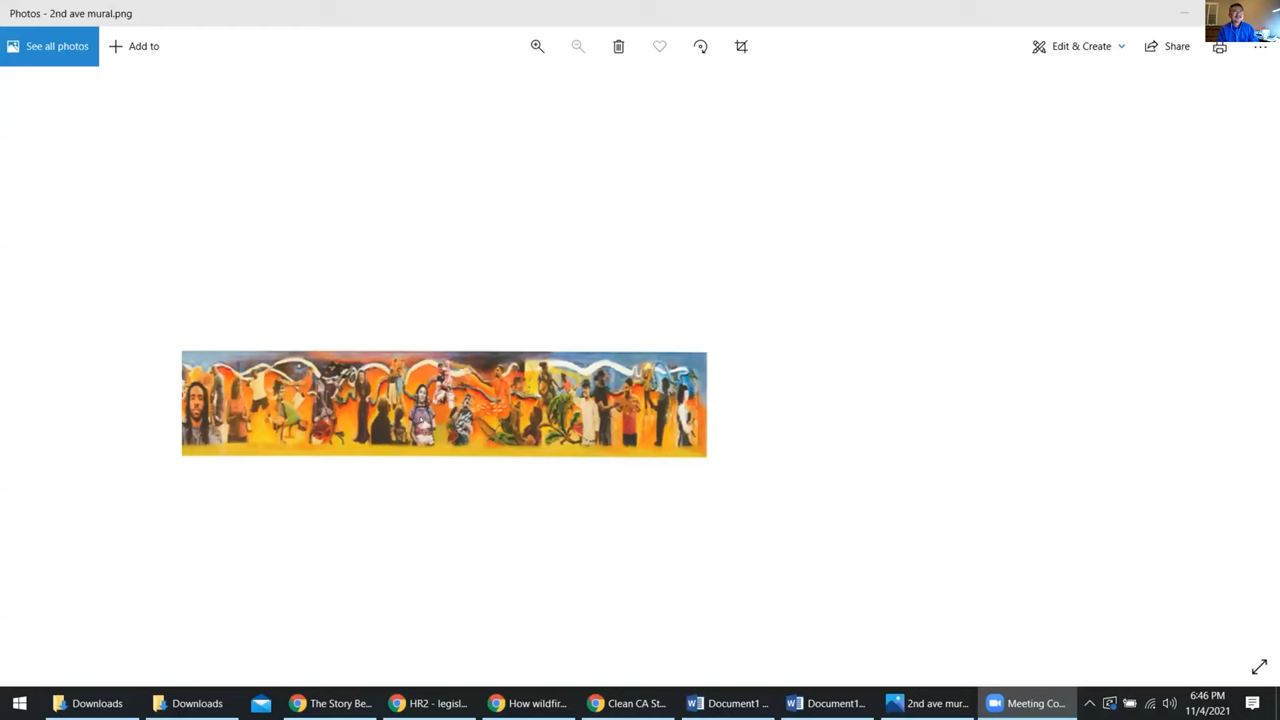 Photos - 2nd ave mural.png
See all photos
Add to
Edit & Create
Share
Downloads
Downloads
The Story Be...
HR2 - legisl...
How wildfir...
Clean CA St...
Document1 ...
Document1...
2nd ave mur...
Meeting Co...
6:46 PM
11/4/2021